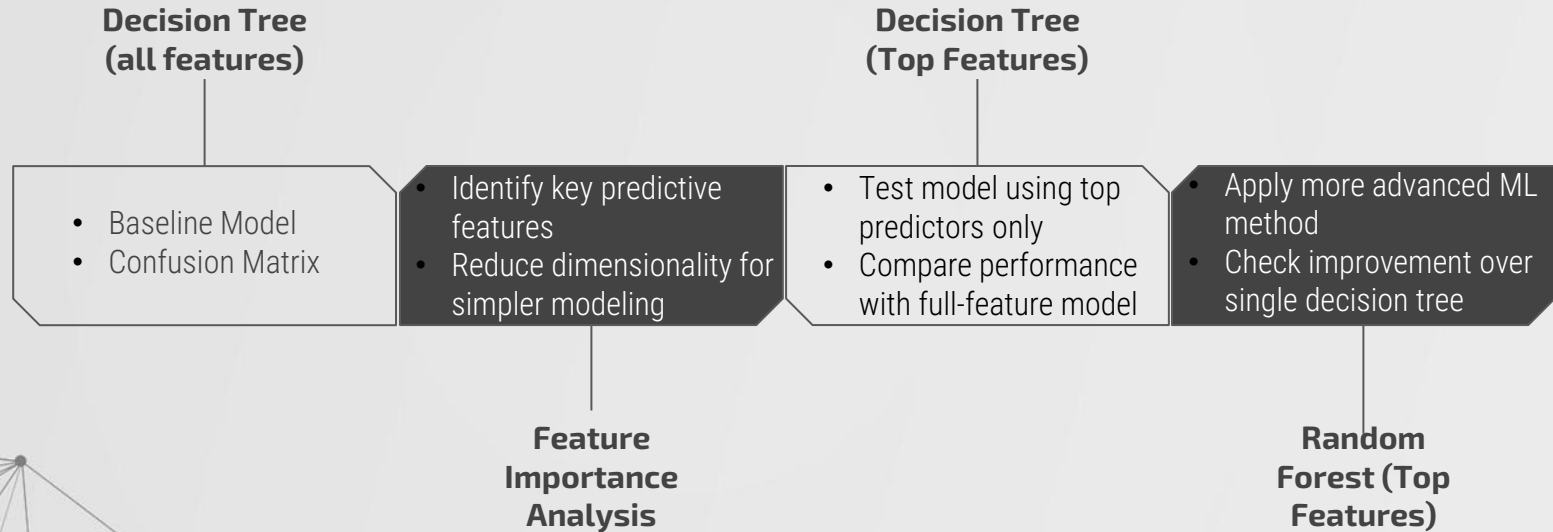 Decision Tree
(all features)
• Baseline Model
• Confusion Matrix
• Identify key predictive
features
• Reduce dimensionality for
simpler modeling
Feature
Importance
Analysis
Decision Tree
(Top Features)
• Test model using top
predictors only
• Compare performance
with full-feature model
• Apply more advanced ML
method
• Check improvement over
single decision tree
Random
Forest (Top
Features)